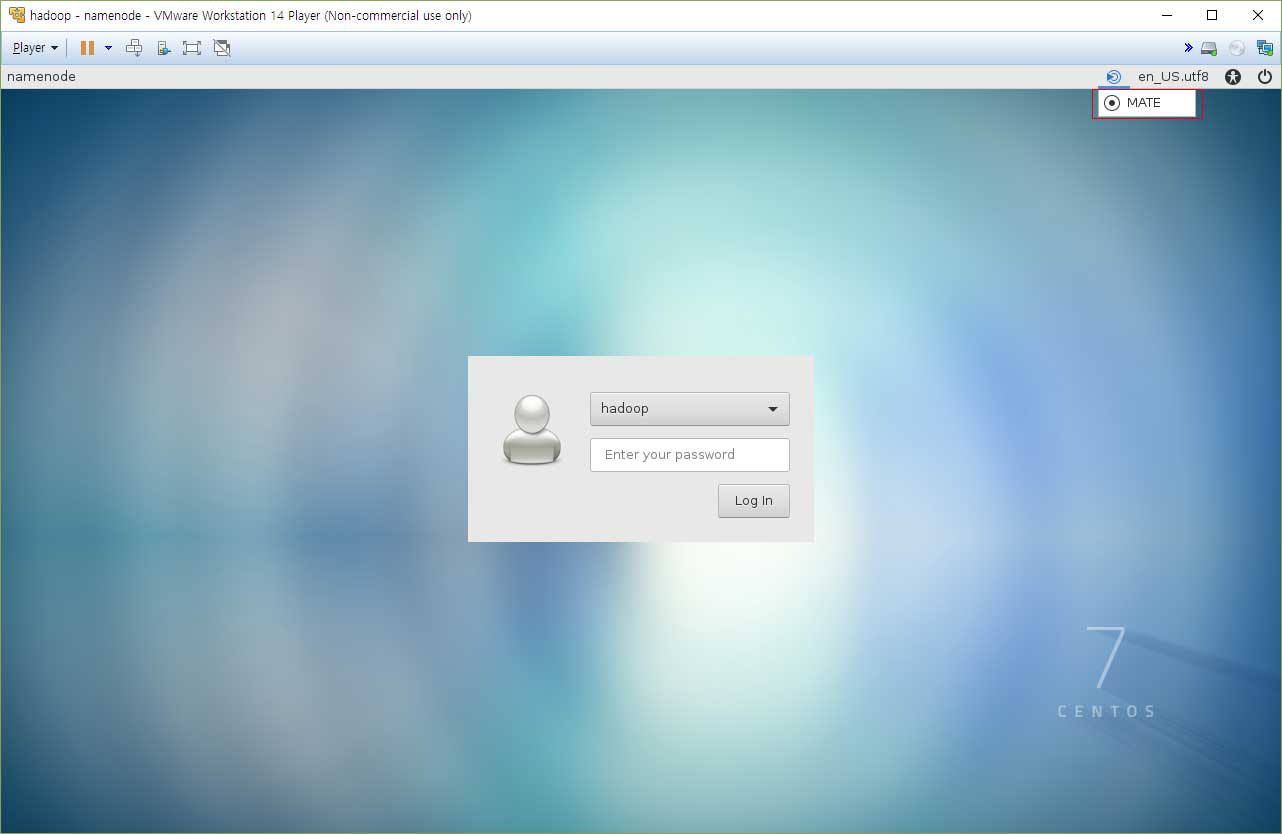 hadoop - namenode - VMware Workstation 14 Player (Non-commercial use only)
Player
namenode
en_US.utf8
MATE
hadoop
Enter your password
Log In
7
CENTOS